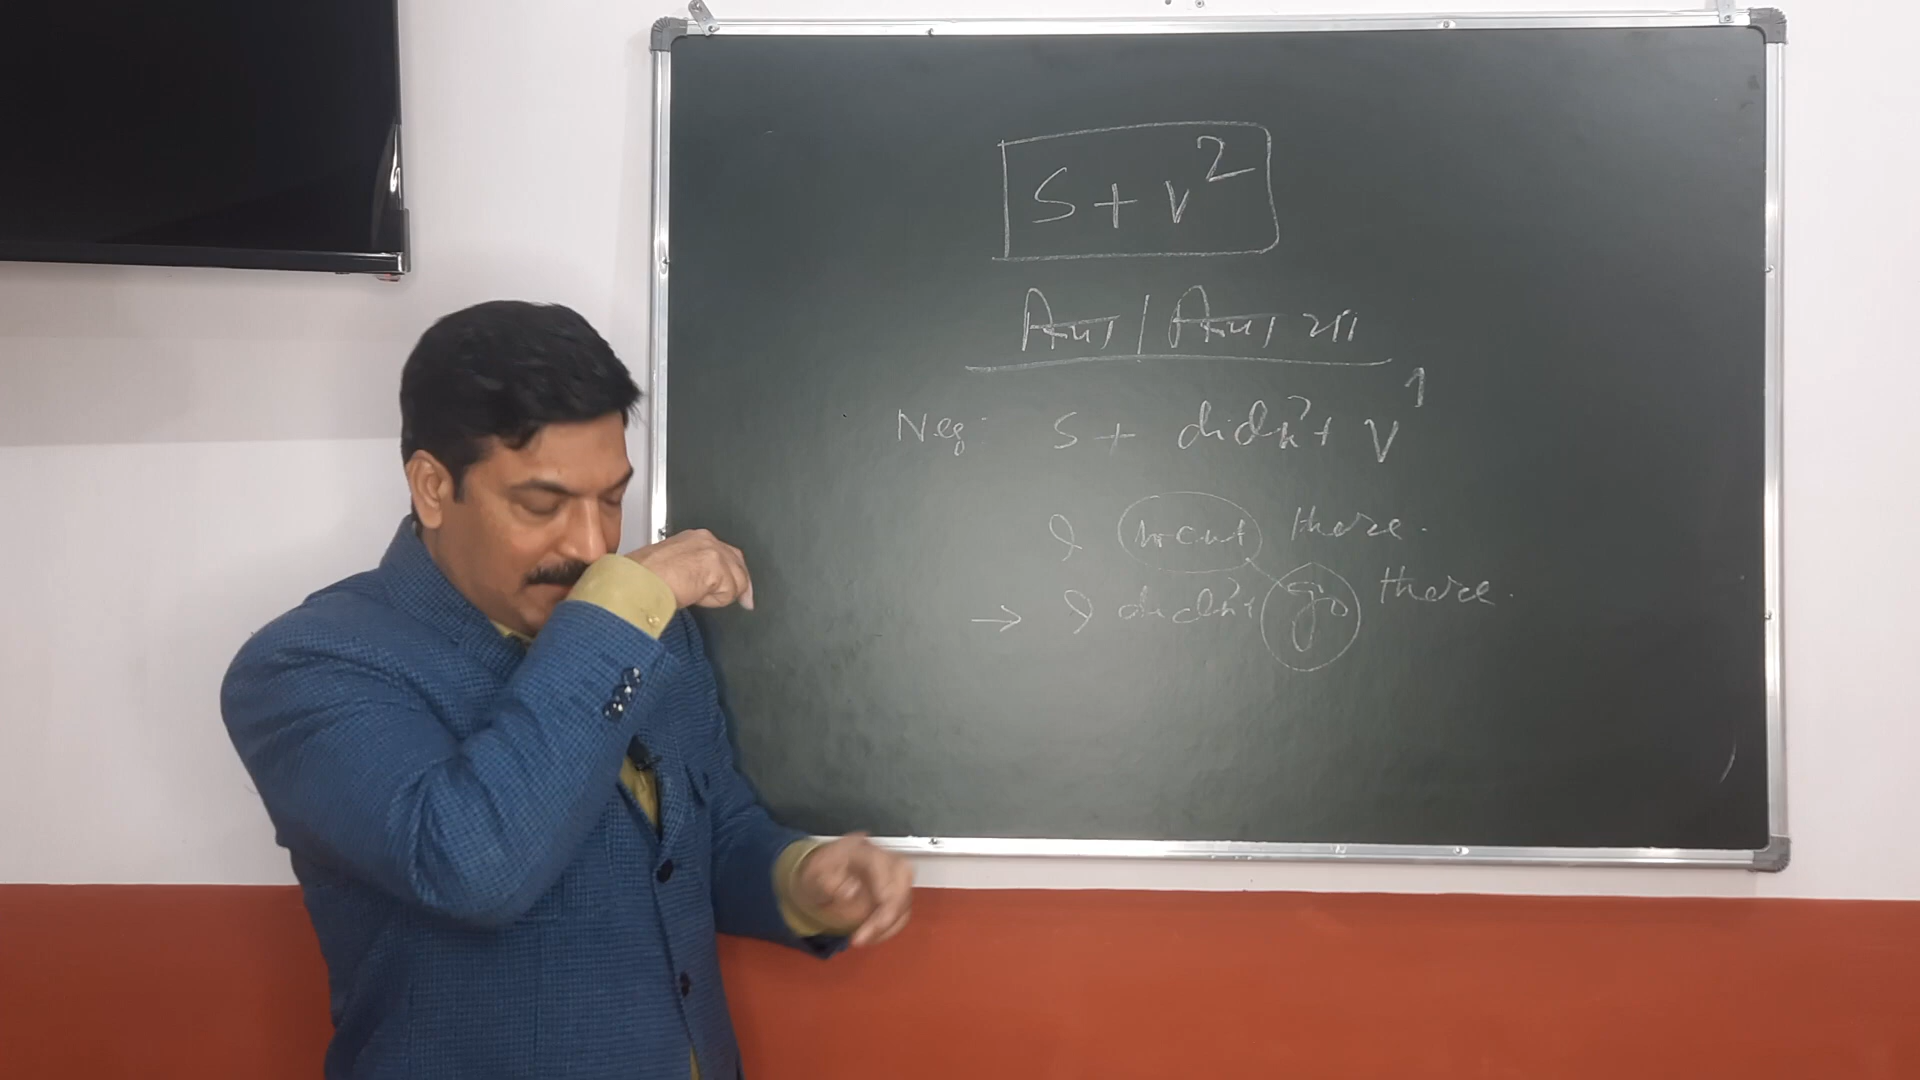 S + V²
Neg: S + didn't + V¹
I went there.
→ I didn't go there.